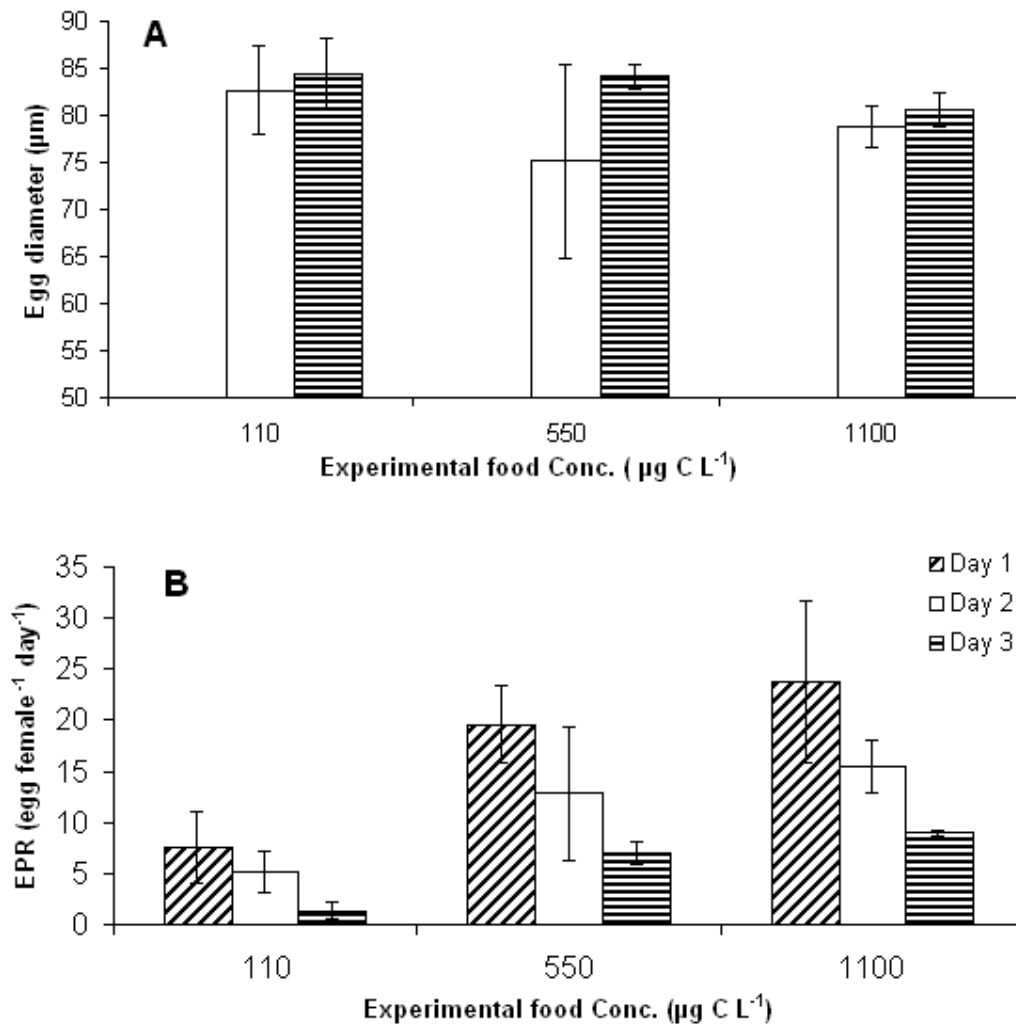 A
90
85
80
75
70
65
60
55
50
Egg diameter (µm)
110 550 1100
Experimental food Conc. ( µg C L⁻¹)
B
Day 1
Day 2
Day 3
35
30
25
20
15
10
5
0
EPR (egg female⁻¹ day⁻¹)
110 550 1100
Experimental food Conc. (µg C L⁻¹)